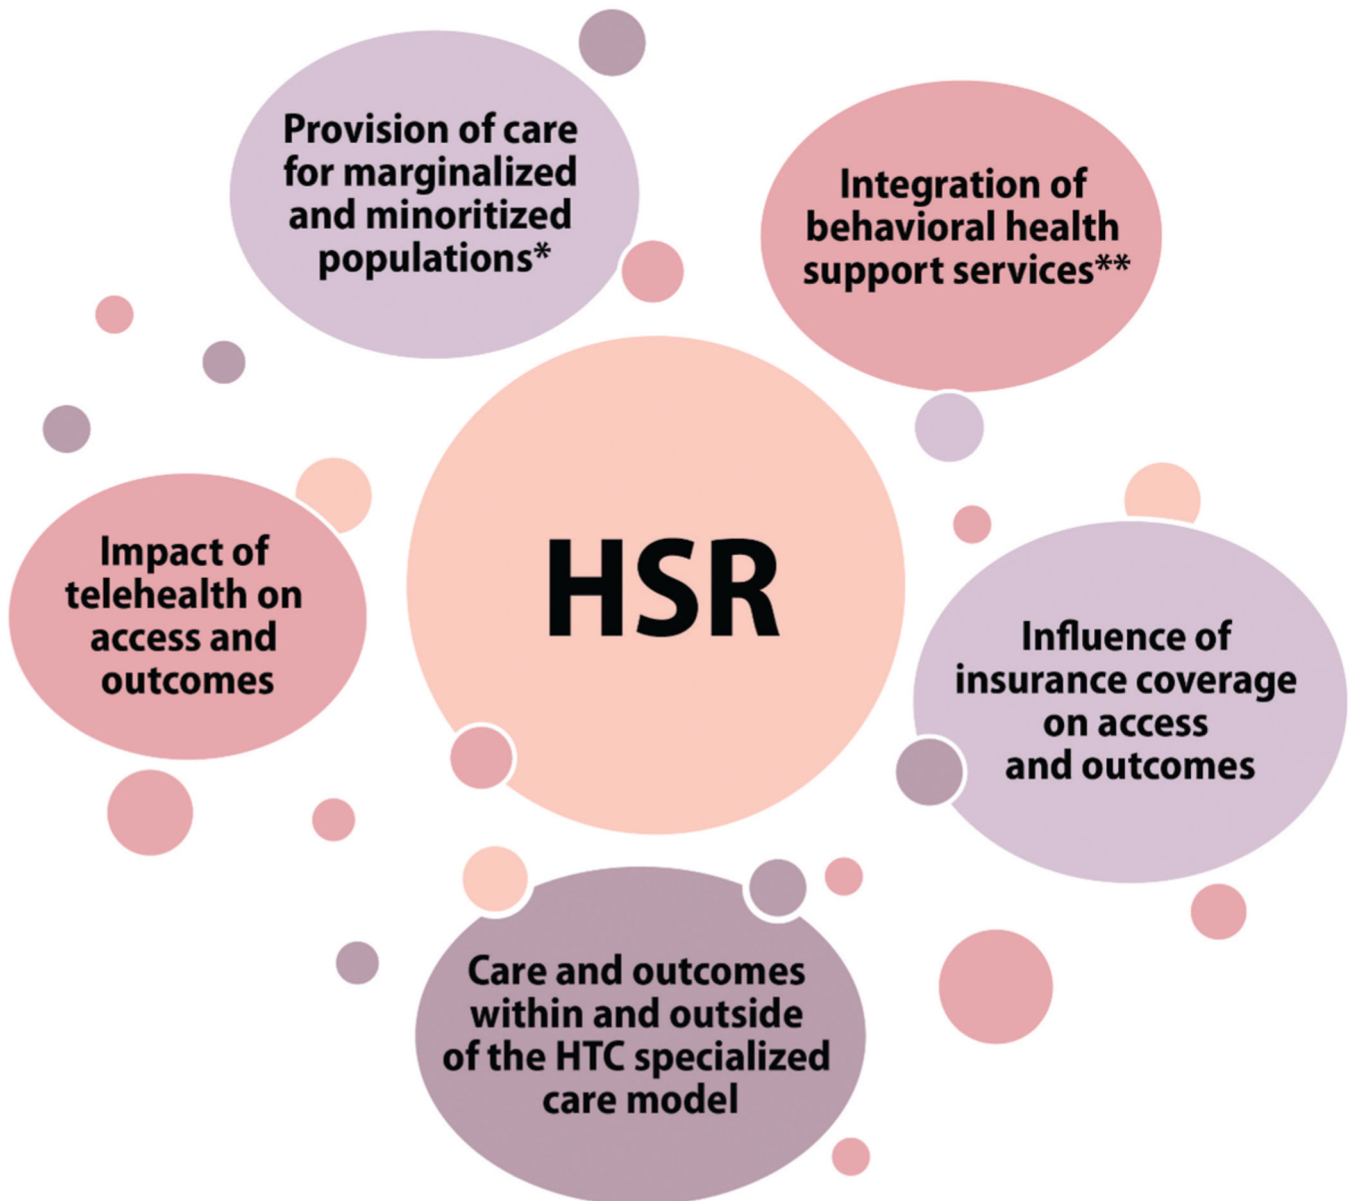 Provision of care
for marginalized
and minoritized
populations*
Integration of
behavioral health
support services**
HSR
Impact of
telehealth on
access and
outcomes
Influence of
insurance coverage
on access
and outcomes
Care and outcomes
within and outside
of the HTC specialized
care model